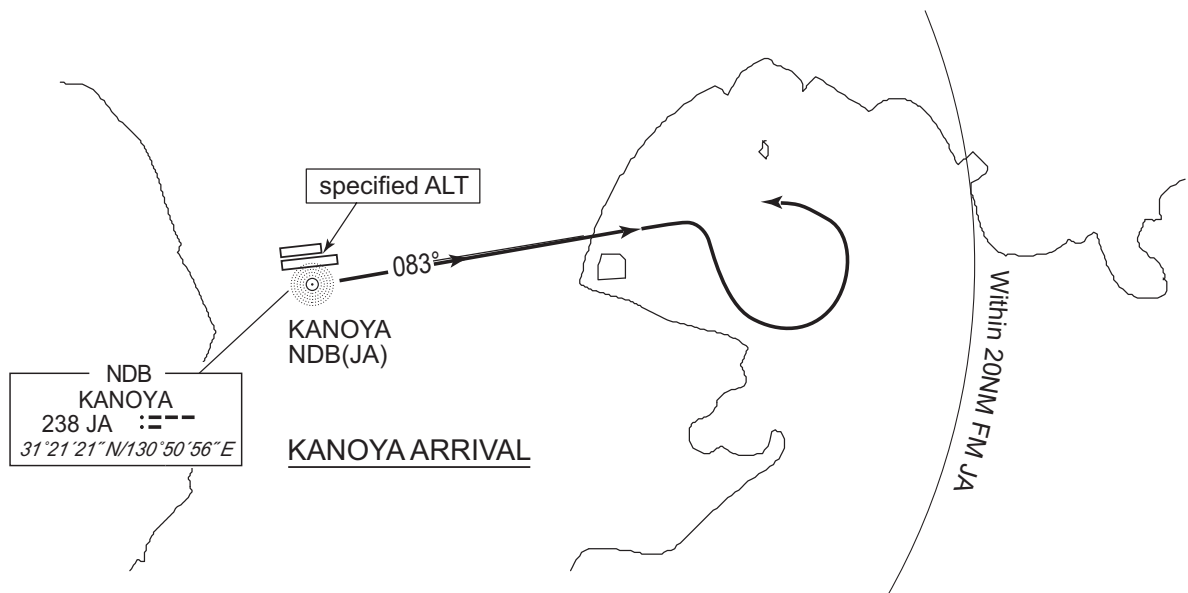 specified ALT
083°
KANOYA
NDB(JA)
NDB
KANOYA
238 JA
31°21´21˝N/130°50´56˝E
KANOYA ARRIVAL
Within 20NM FM JA